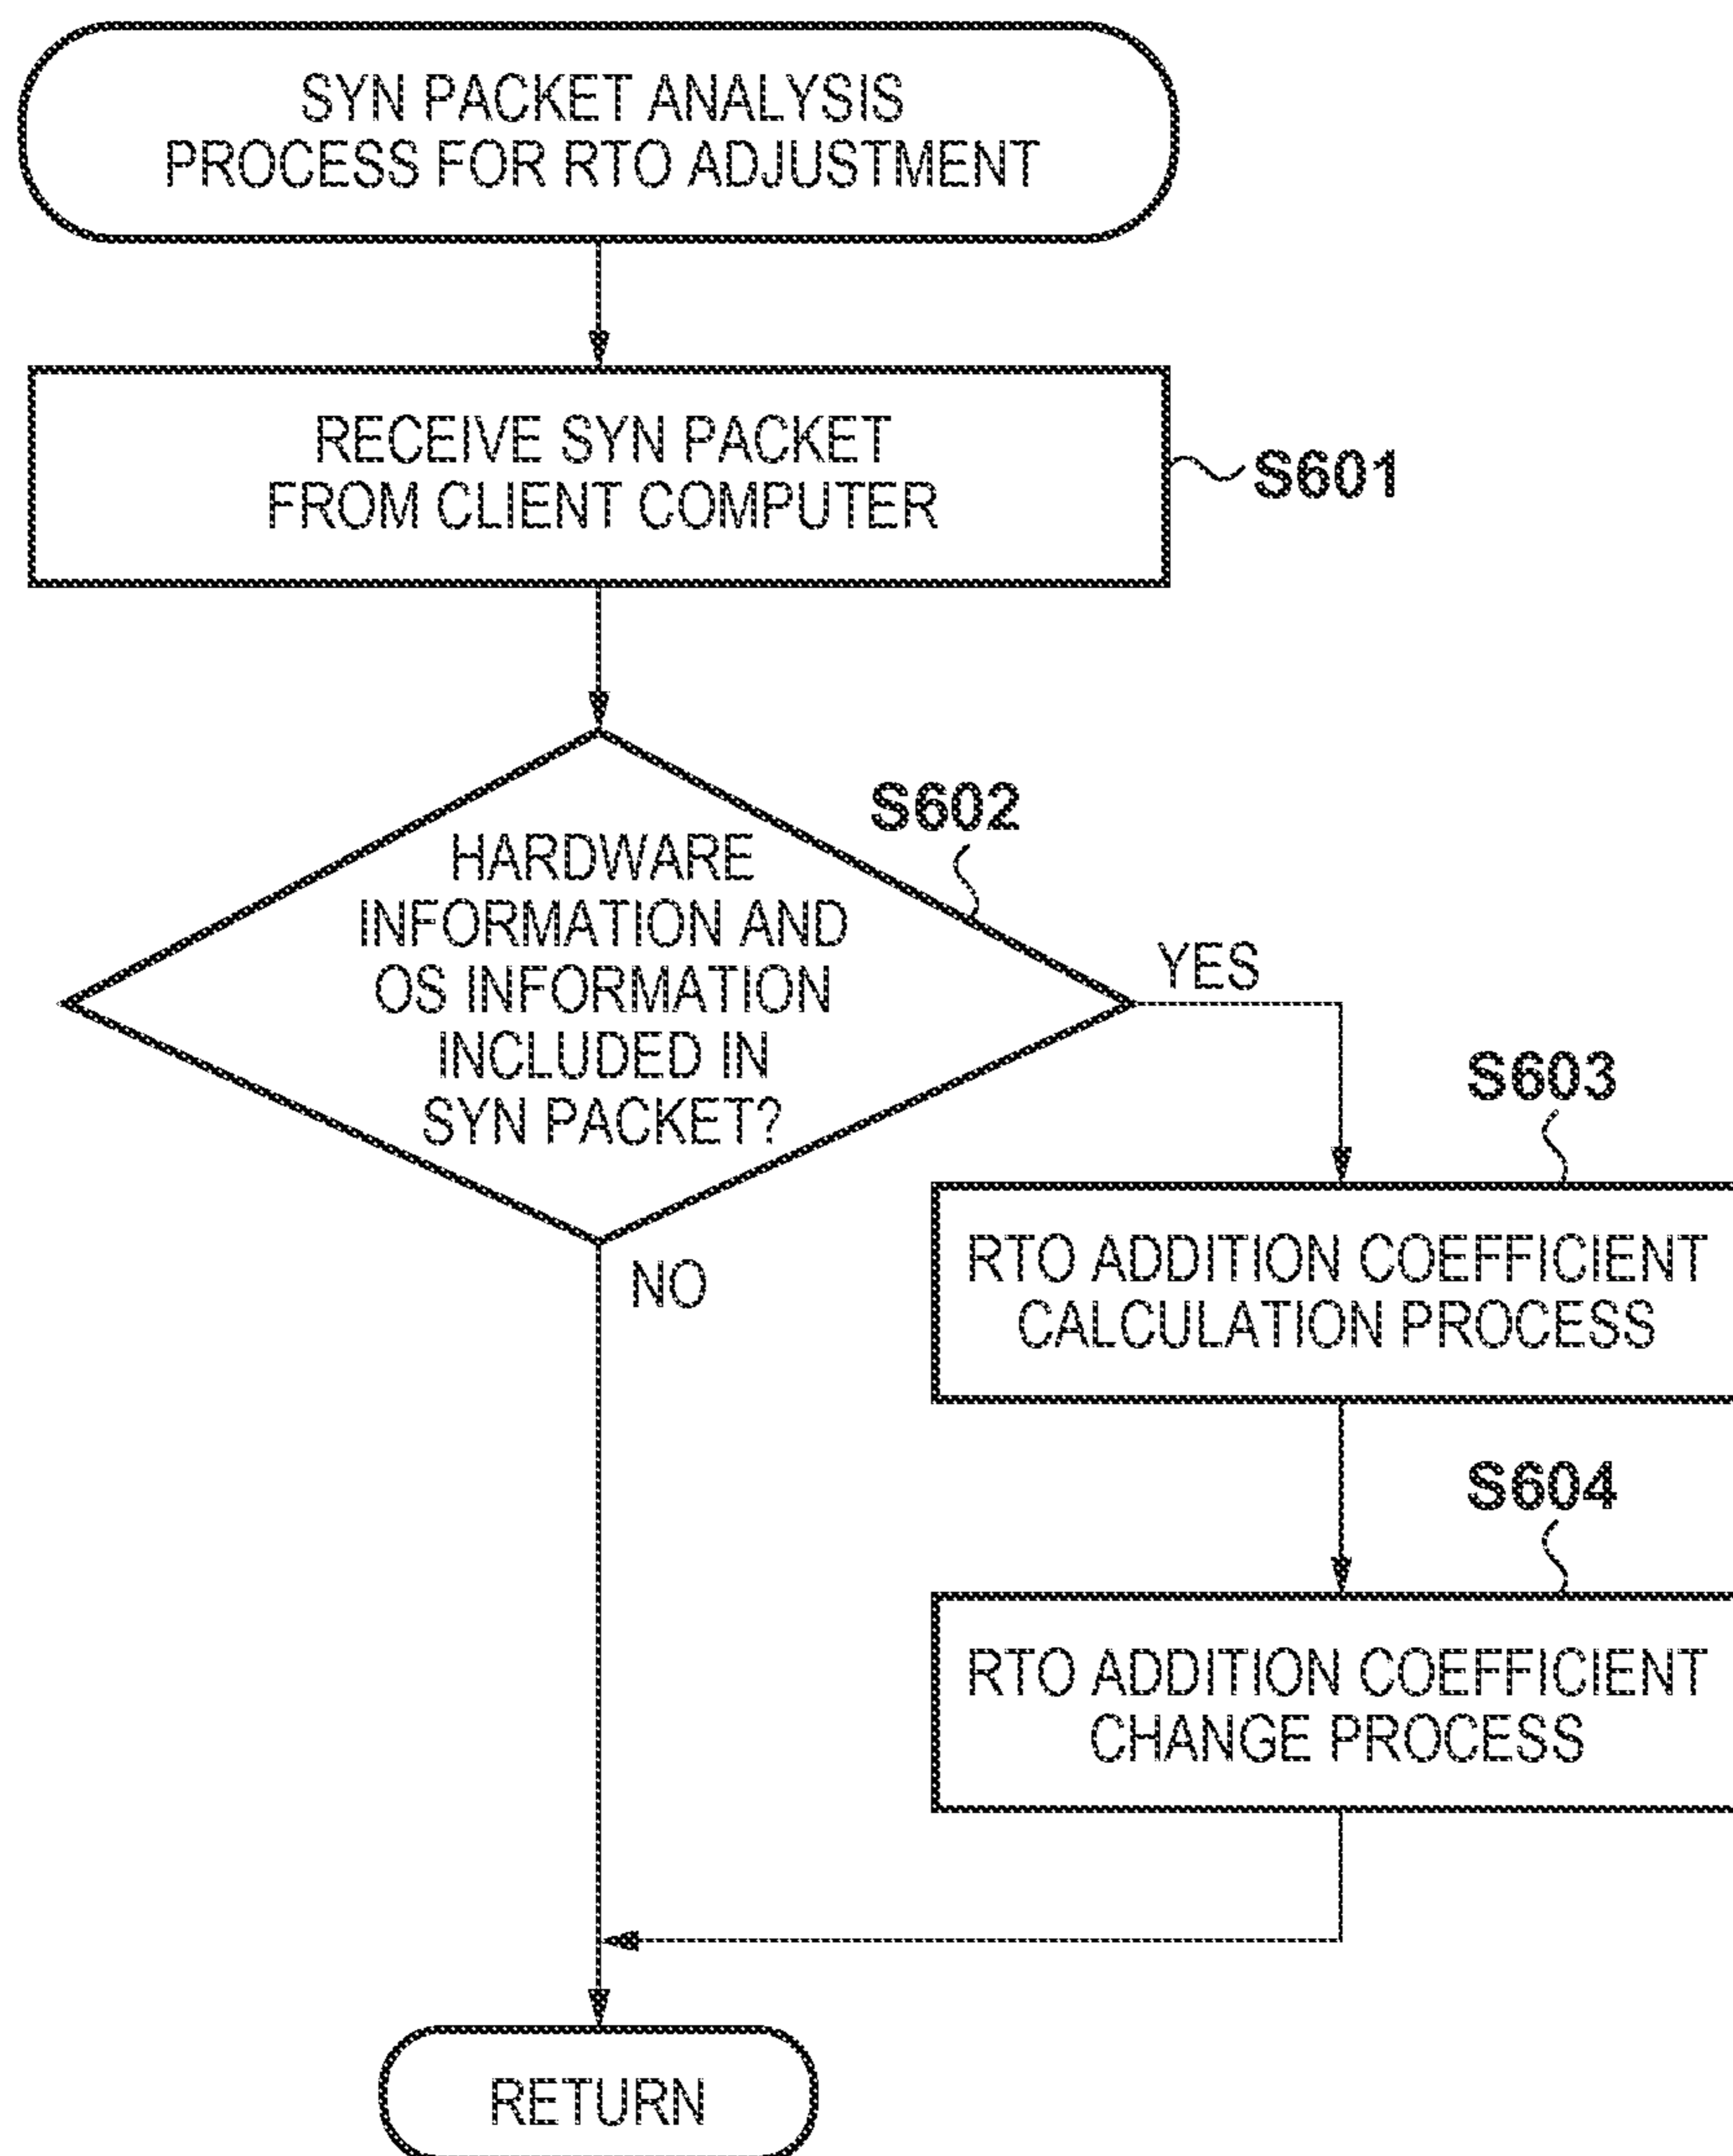 SYN PACKET ANALYSIS
PROCESS FOR RTO ADJUSTMENT
RECEIVE SYN PACKET
FROM CLIENT COMPUTER
S601
S602
HARDWARE
INFORMATION AND
OS INFORMATION
INCLUDED IN
SYN PACKET?
YES
NO
S603
RTO ADDITION COEFFICIENT
CALCULATION PROCESS
S604
RTO ADDITION COEFFICIENT
CHANGE PROCESS
RETURN